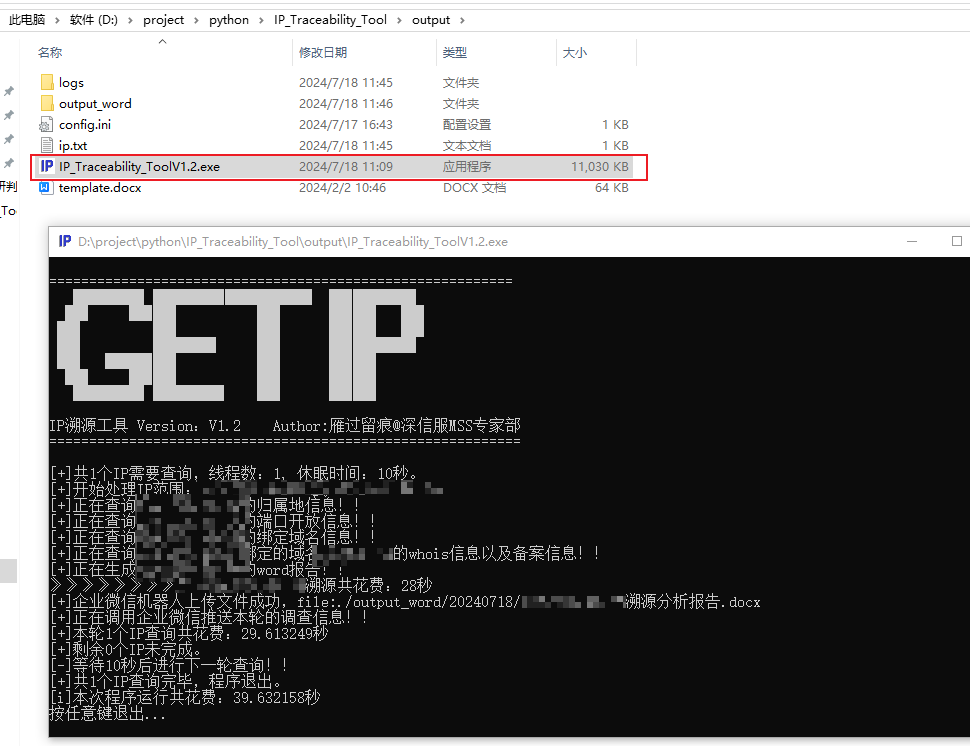 此电脑 › 软件 (D:) › project › python › IP_Traceability_Tool › output ›
名称 修改日期 类型 大小
logs 2024/7/18 11:45 文件夹
output_word 2024/7/18 11:46 文件夹
config.ini 2024/7/17 16:43 配置设置 1 KB
ip.txt 2024/7/18 11:45 文本文档 1 KB
IP_Traceability_ToolV1.2.exe 2024/7/18 11:09 应用程序 11,030 KB
研判
template.docx 2024/2/2 10:46 DOCX 文档 64 KB
_To
IP D:\project\python\IP_Traceability_Tool\output\IP_Traceability_ToolV1.2.exe
===========================================================
GET IP
IP溯源工具 Version: V1.2 Author:雁过留痕@深信服MSS专家部
============================================================
[+]共1个IP需要查询, 线程数: 1, 休眠时间: 10秒。
[+]开始处理IP范围:
[+]正在查询 的归属地信息!!
[+]正在查询 的端口开放信息!!
[+]正在查询 的绑定域名信息!!
[+]正在查询 绑定的域名 的whois信息以及备案信息!!
[+]正在生成 的word报告!!
》》》》》》》》 溯源共花费: 28秒
[+]企业微信机器人上传文件成功, file:./output_word/20240718/ 溯源分析报告.docx
[+]正在调用企业微信推送本轮的调查信息!!
[+]本轮1个IP查询共花费: 29.613249秒
[+]剩余0个IP未完成。
[-]等待10秒后进行下一轮查询!!
[+]共1个IP查询完毕, 程序退出。
[i]本次程序运行共花费: 39.632158秒
按任意键退出...